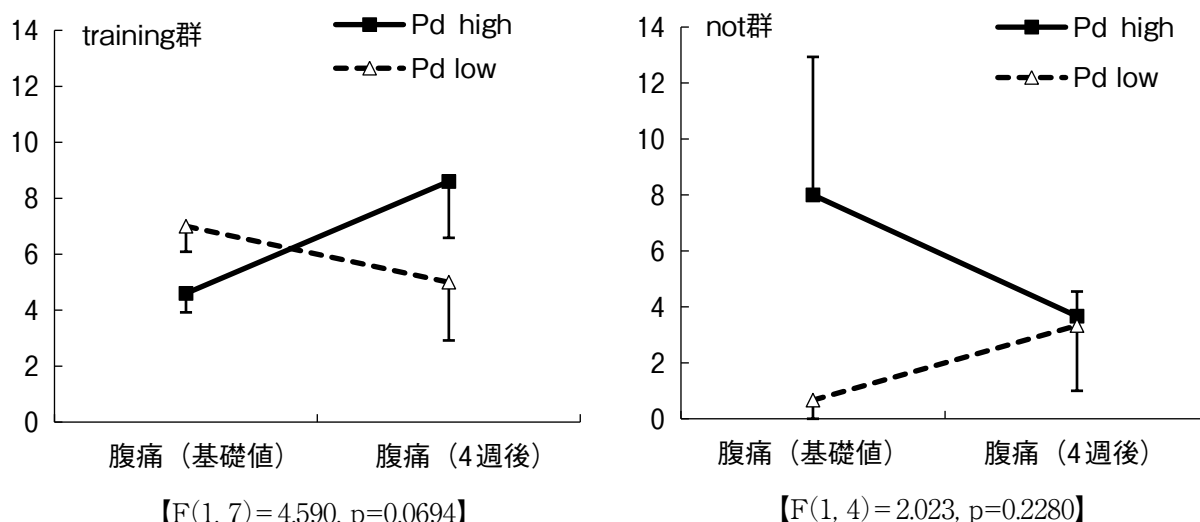 training群
Pd high
Pd low
14
12
10
8
6
4
2
0
腹痛（基礎値）
腹痛（4週後）
【F(1, 7)＝4.590, p=0.0694】
not群
Pd high
Pd low
14
12
10
8
6
4
2
0
腹痛（基礎値）
腹痛（4週後）
【F(1, 4)＝2.023, p=0.2280】